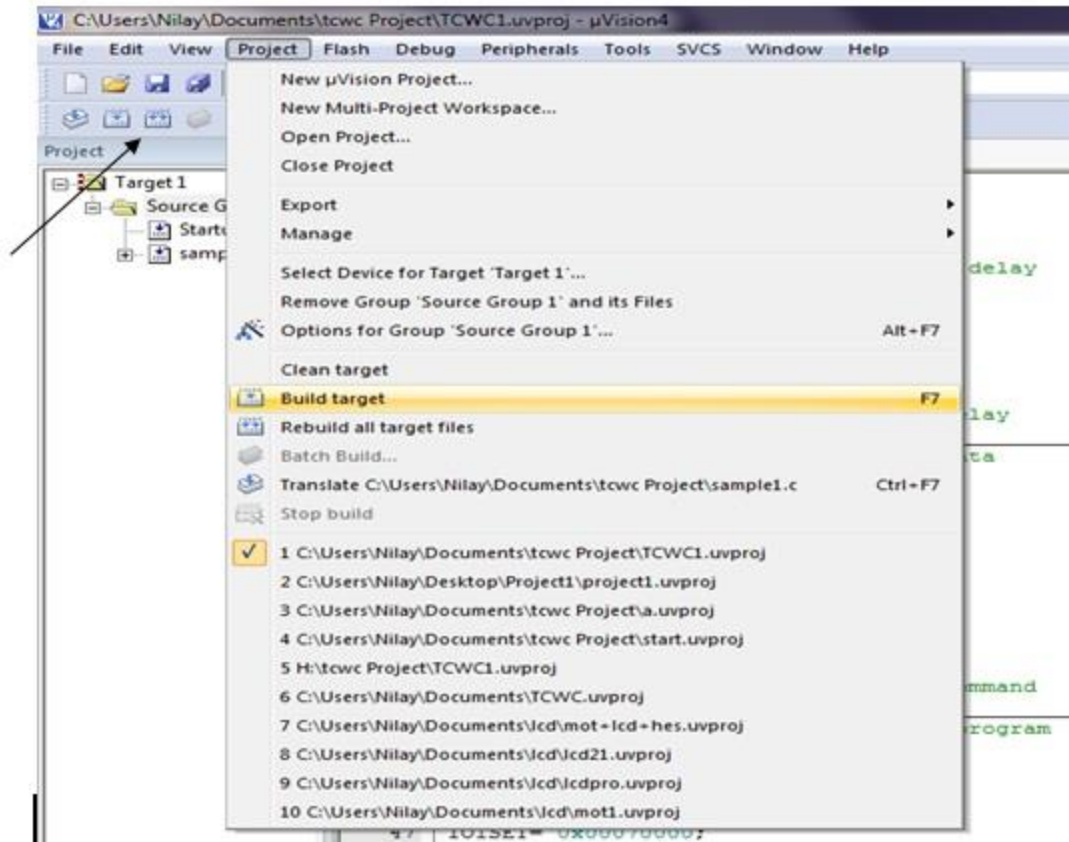 C:\Users\Nilay\Documents\tcwc Project\TCWC1.uvproj - µVision4
File Edit View Project Flash Debug Peripherals Tools SVCS Window Help
New µVision Project...
New Multi-Project Workspace...
Open Project...
Close Project
Project
Target 1
Source G
Startu
samp
Export
Manage
Select Device for Target 'Target 1'...
Remove Group 'Source Group 1' and its Files
Options for Group 'Source Group 1'... Alt+F7
Clean target
Build target F7
Rebuild all target files
Batch Build...
Translate C:\Users\Nilay\Documents\tcwc Project\sample1.c Ctrl+F7
Stop build
1 C:\Users\Nilay\Documents\tcwc Project\TCWC1.uvproj
2 C:\Users\Nilay\Desktop\Project1\project1.uvproj
3 C:\Users\Nilay\Documents\tcwc Project\a.uvproj
4 C:\Users\Nilay\Documents\tcwc Project\start.uvproj
5 H:\tcwc Project\TCWC1.uvproj
6 C:\Users\Nilay\Documents\TCWC.uvproj
7 C:\Users\Nilay\Documents\lcd\mot+lcd+hes.uvproj
8 C:\Users\Nilay\Documents\lcd\lcd21.uvproj
9 C:\Users\Nilay\Documents\lcd\lcdpro.uvproj
10 C:\Users\Nilay\Documents\lcd\mot1.uvproj
delay
lay
ta
mmand
rogram
47